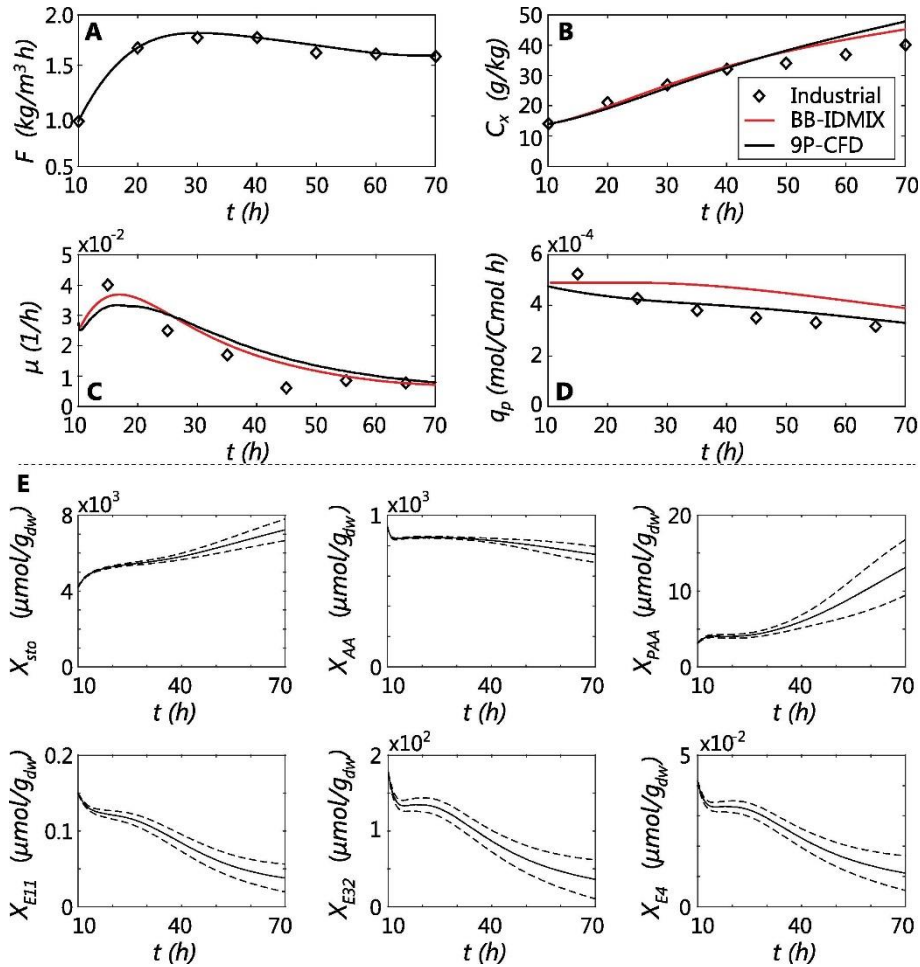 A
F (kg/m³ h)
2.0
1.5
1.0
0.5
10 20 30 40 50 60 70
t (h)
B
Cₓ (g/kg)
50
40
30
20
10
0
10 20 30 40 50 60 70
t (h)
Industrial
BB-IDMIX
9P-CFD
x10⁻²
C
μ (1/h)
5
4
3
2
1
0
10 20 30 40 50 60 70
t (h)
x10⁻⁴
D
qₚ (mol/Cmol h)
6
4
2
0
10 20 30 40 50 60 70
t (h)
E
x10³
X_sto (μmol/g_dw)
8
4
0
10 40 70
t (h)
x10³
X_AA (μmol/g_dw)
1
0
10 40 70
t (h)
X_PAA (μmol/g_dw)
20
15
10
5
0
10 40 70
t (h)
X_E11 (μmol/g_dw)
0.2
0.1
0
10 40 70
t (h)
x10²
X_E32 (μmol/g_dw)
2
1
0
10 40 70
t (h)
x10⁻²
X_E4 (μmol/g_dw)
5
0
10 40 70
t (h)